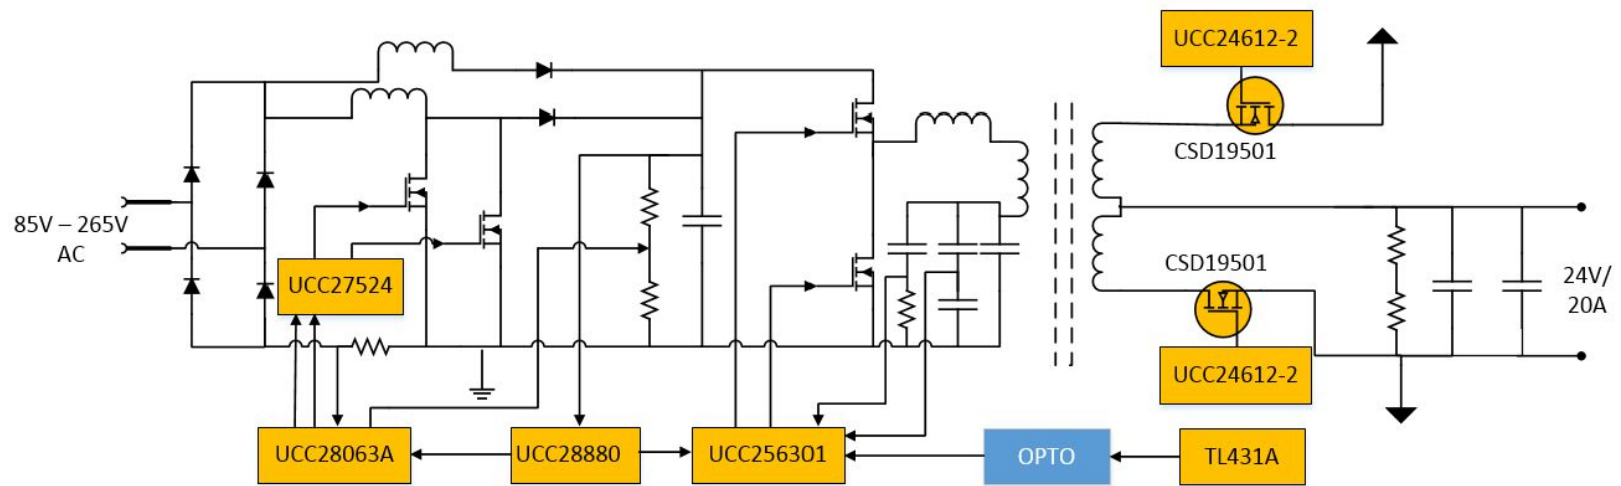 UCC24612-2
CSD19501
85V – 265V
AC
UCC27524
CSD19501
24V/
20A
UCC24612-2
UCC28063A
UCC28880
UCC256301
OPTO
TL431A